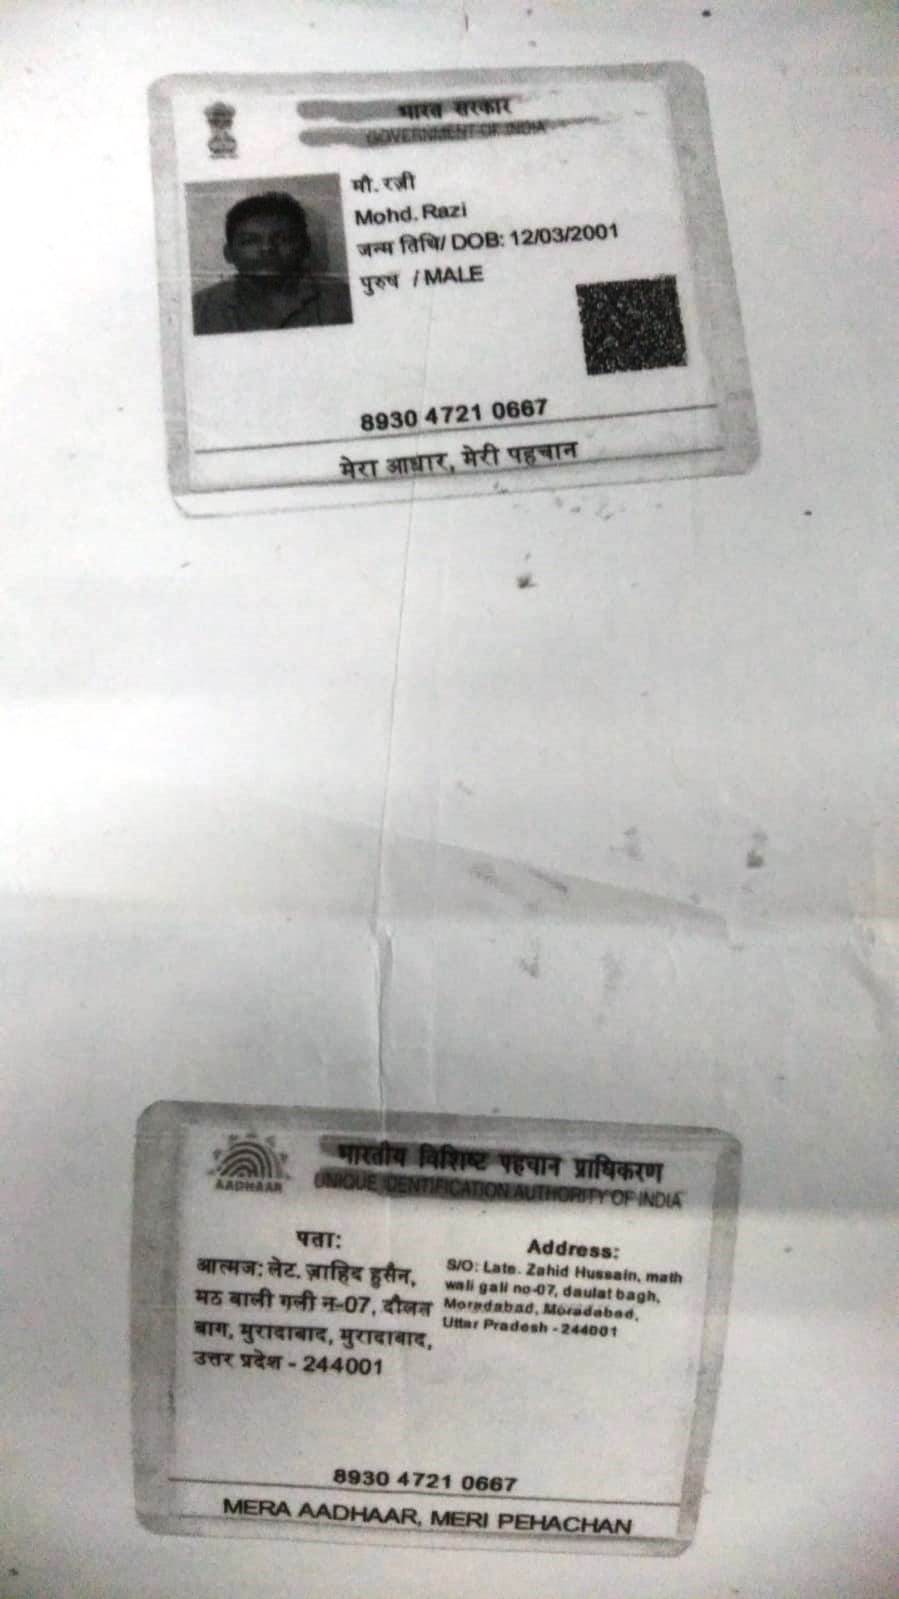 भारत सरकार
GOVERNMENT OF INDIA
मौ. रज़ी
Mohd. Razi
जन्म तिथि/ DOB: 12/03/2001
पुरुष / MALE
8930 4721 0667
मेरा आधार, मेरी पहचान
भारतीय विशिष्ट पहचान प्राधिकरण
AADHAAR
UNIQUE IDENTIFICATION AUTHORITY OF INDIA
पता:
आत्मज: लेट. ज़ाहिद हुसैन,
मठ बाली गली न-07, दौलत
बाग, मुरादाबाद, मुरादाबाद,
उत्तर प्रदेश - 244001
Address:
S/O: Late. Zahid Hussain, math
wali gali no-07, daulat bagh,
Moradabad, Moradabad,
Uttar Pradesh - 244001
8930 4721 0667
MERA AADHAAR, MERI PEHACHAN